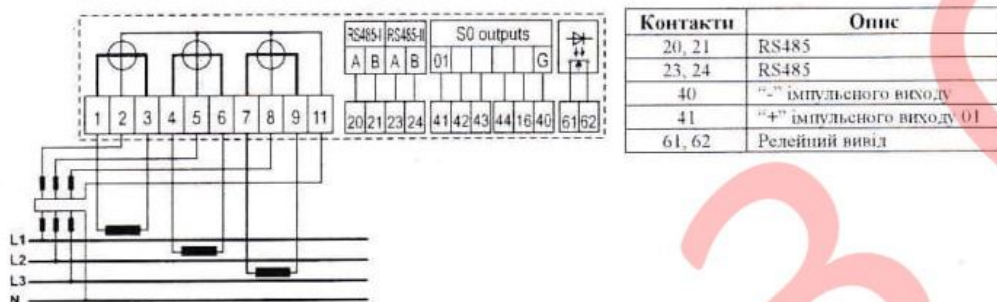 RS485-I RS485-II S0 outputs
A B A B 01 G
1 2 3 4 5 6 7 8 9 11
20 21 23 24 41 42 43 44 16 40 61 62
L1
L2
L3
N
Контакти Опис
20, 21 RS485
23, 24 RS485
40 “-” імпульсного виходу
41 “+” імпульсного виходу 01
61, 62 Релейний вивід